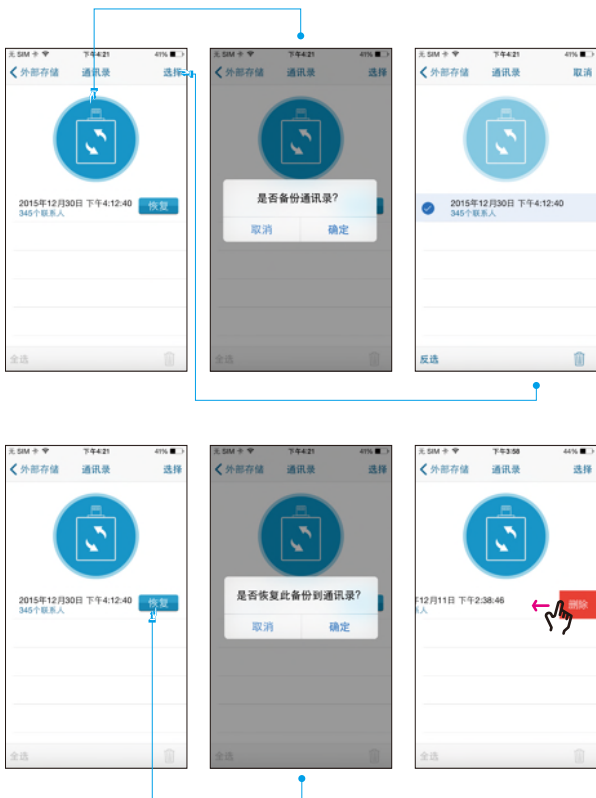 无 SIM 卡 下午4:21 41%
外部存储 通讯录 选择
2015年12月30日 下午4:12:40 恢复
345个联系人
全选
无 SIM 卡 下午4:21 41%
外部存储 通讯录 选择
是否备份通讯录?
取消 确定
全选
无 SIM 卡 下午4:21 41%
外部存储 通讯录 取消
2015年12月30日 下午4:12:40
345个联系人
反选
无 SIM 卡 下午4:21 41%
外部存储 通讯录 选择
2015年12月30日 下午4:12:40 恢复
345个联系人
全选
无 SIM 卡 下午4:21 41%
外部存储 通讯录 选择
是否恢复此备份到通讯录?
取消 确定
全选
无 SIM 卡 下午3:58 44%
外部存储 通讯录 选择
12月11日 下午2:38:46 删除
系人
全选